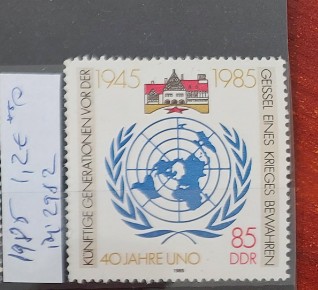 1945 1985
KÜNFTIGE GENERATIONEN VOR DER
GEISSEL EINES KRIEGES BEWAHREN
85
DDR
40 JAHRE UNO
1985
1985 1,2€ **
Mi 2982